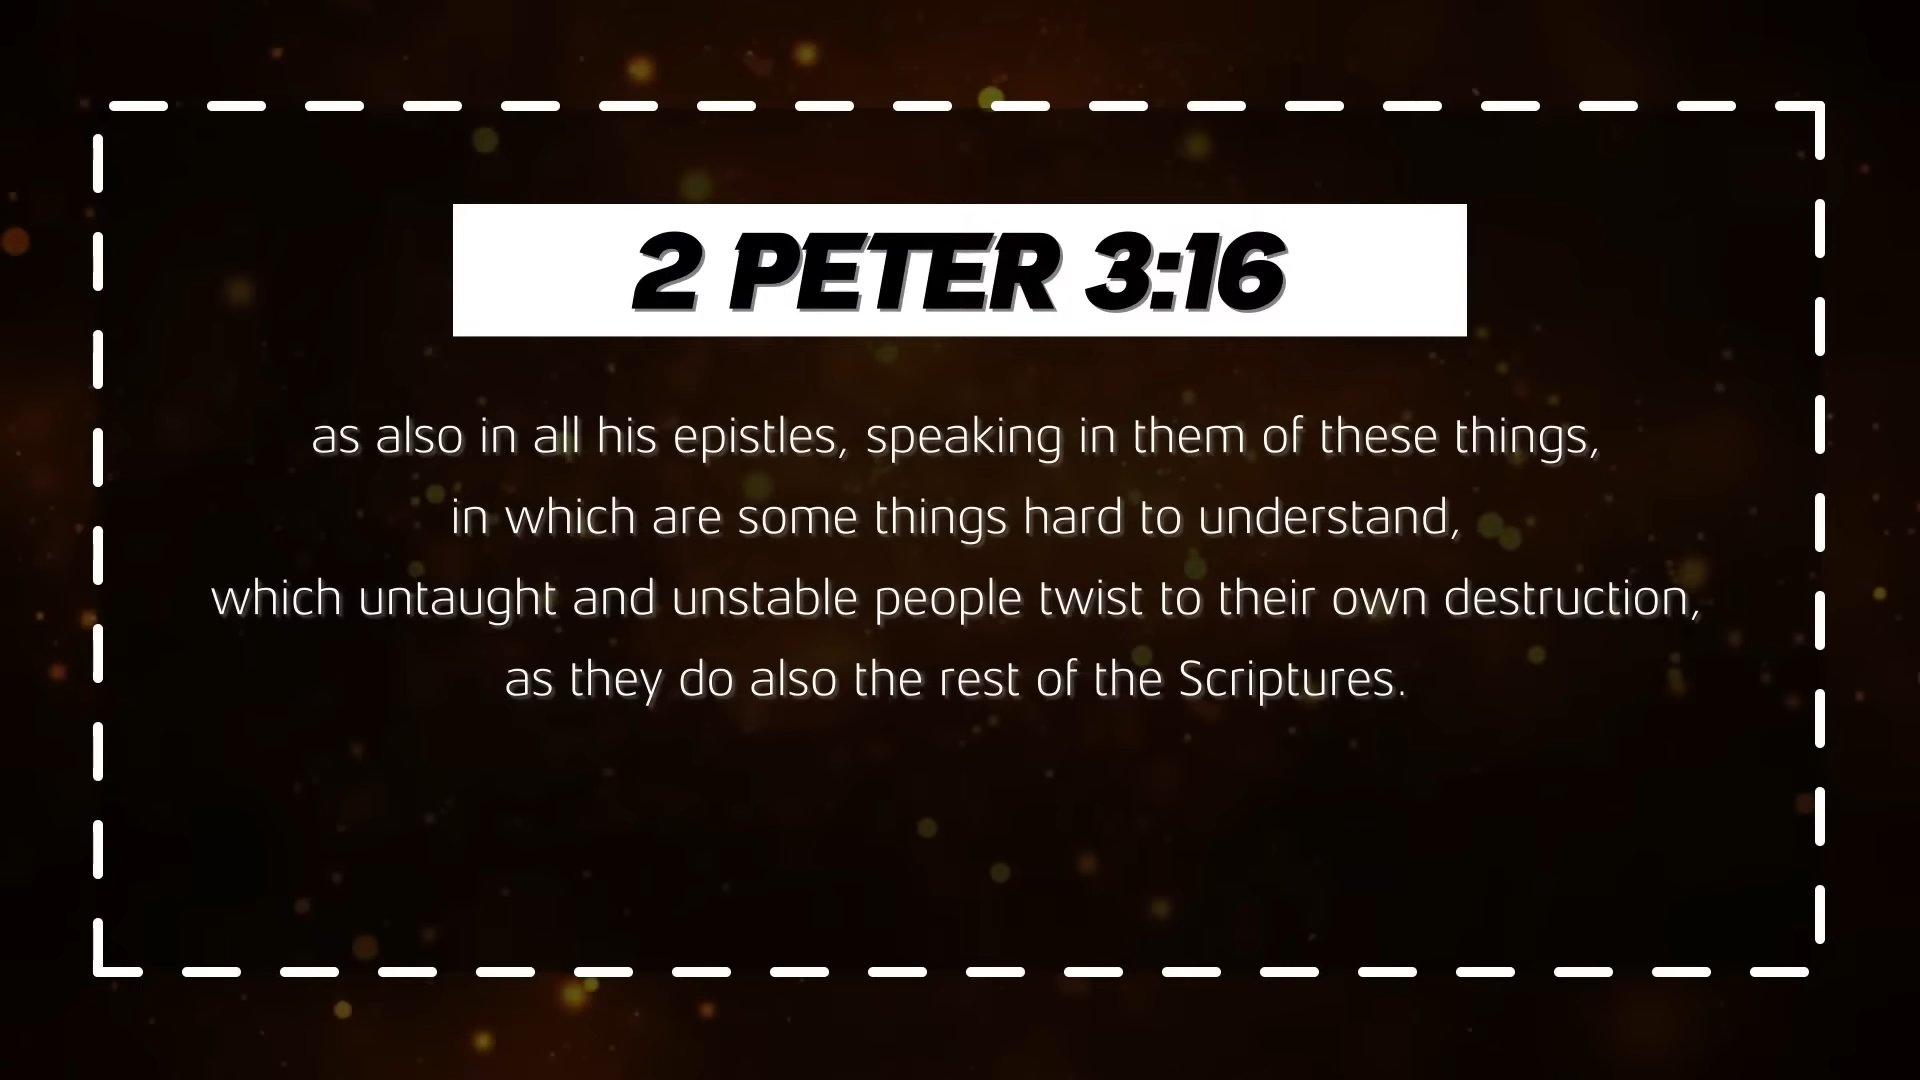 2 PETER 3:16
as also in all his epistles, speaking in them of these things,
in which are some things hard to understand,
which untaught and unstable people twist to their own destruction,
as they do also the rest of the Scriptures.